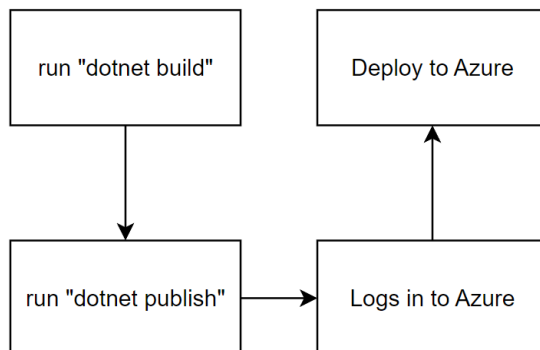 run "dotnet build"
Deploy to Azure
run "dotnet publish"
Logs in to Azure